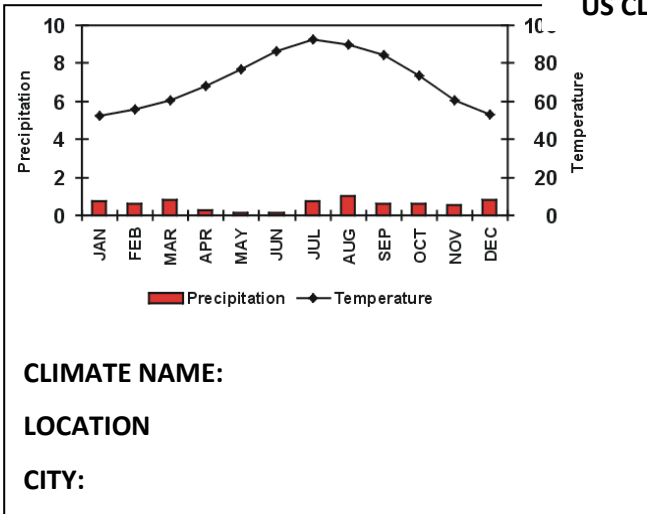 US CL
10
8
6
4
2
0
Precipitation
10
80
60
40
20
0
Temperature
JAN FEB MAR APR MAY JUN JUL AUG SEP OCT NOV DEC
Precipitation Temperature
CLIMATE NAME:
LOCATION
CITY: